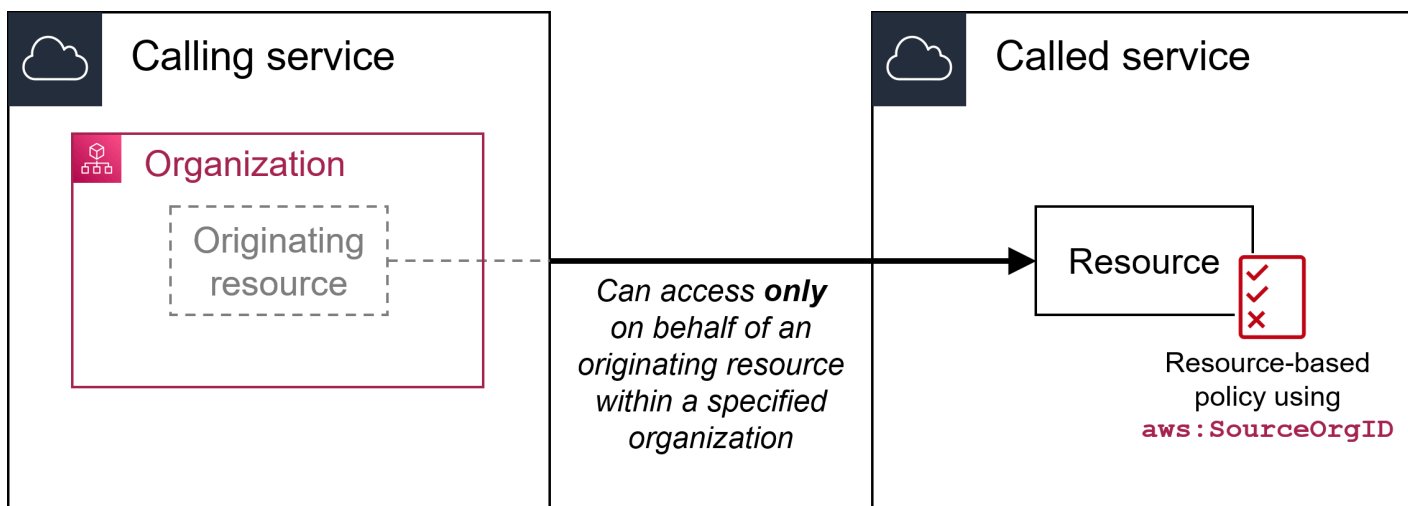 Calling service
Called service
Organization
Originating
resource
Can access only
on behalf of an
originating resource
within a specified
organization
Resource
Resource-based
policy using
aws:SourceOrgID